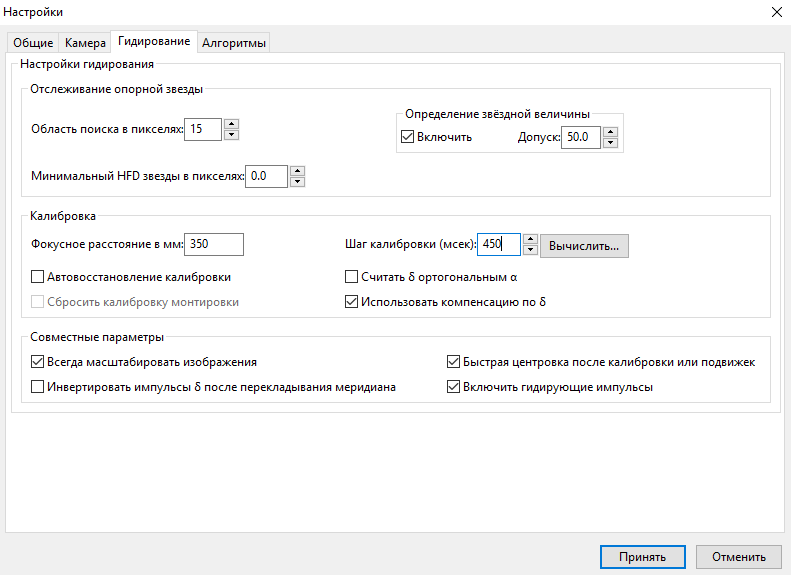 Настройки
Общие Камера Гидирование Алгоритмы
Настройки гидирования
Отслеживание опорной звезды
Определение звёздной величины
Область поиска в пикселях: 15
Включить Допуск: 50.0
Минимальный HFD звезды в пикселях: 0.0
Калибровка
Фокусное расстояние в мм: 350 Шаг калибровки (мсек): 450 Вычислить...
Автовосстановление калибровки Считать δ ортогональным α
Сбросить калибровку монтировки Использовать компенсацию по δ
Совместные параметры
Всегда масштабировать изображения Быстрая центровка после калибровки или подвижек
Инвертировать импульсы δ после перекладывания меридиана Включить гидирующие импульсы
Принять Отменить